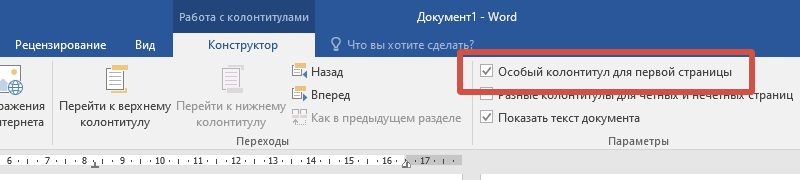 Работа с колонтитулами
Документ1 - Word
Рецензирование
Вид
Конструктор
Что вы хотите сделать?
ражения
тернета
Перейти к верхнему
колонтитулу
Перейти к нижнему
колонтитулу
Назад
Вперед
Как в предыдущем разделе
Переходы
Особый колонтитул для первой страницы
Разные колонтитулы для четных и нечетных страниц
Показать текст документа
Параметры
6 7 8 9 10 11 12 13 14 15 16 17